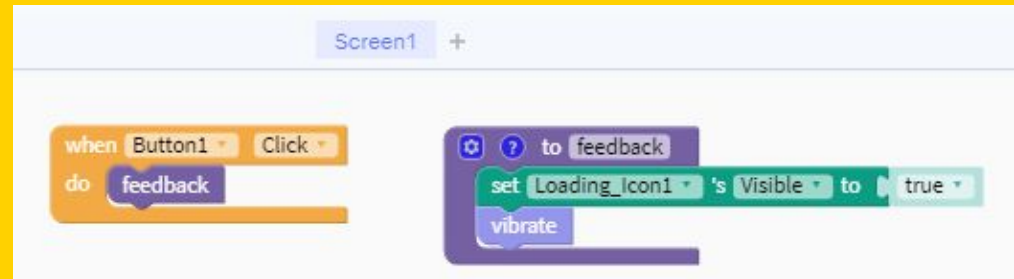 Screen1 +
when Button1 Click
do feedback
? to feedback
set Loading_Icon1 's Visible to true
vibrate